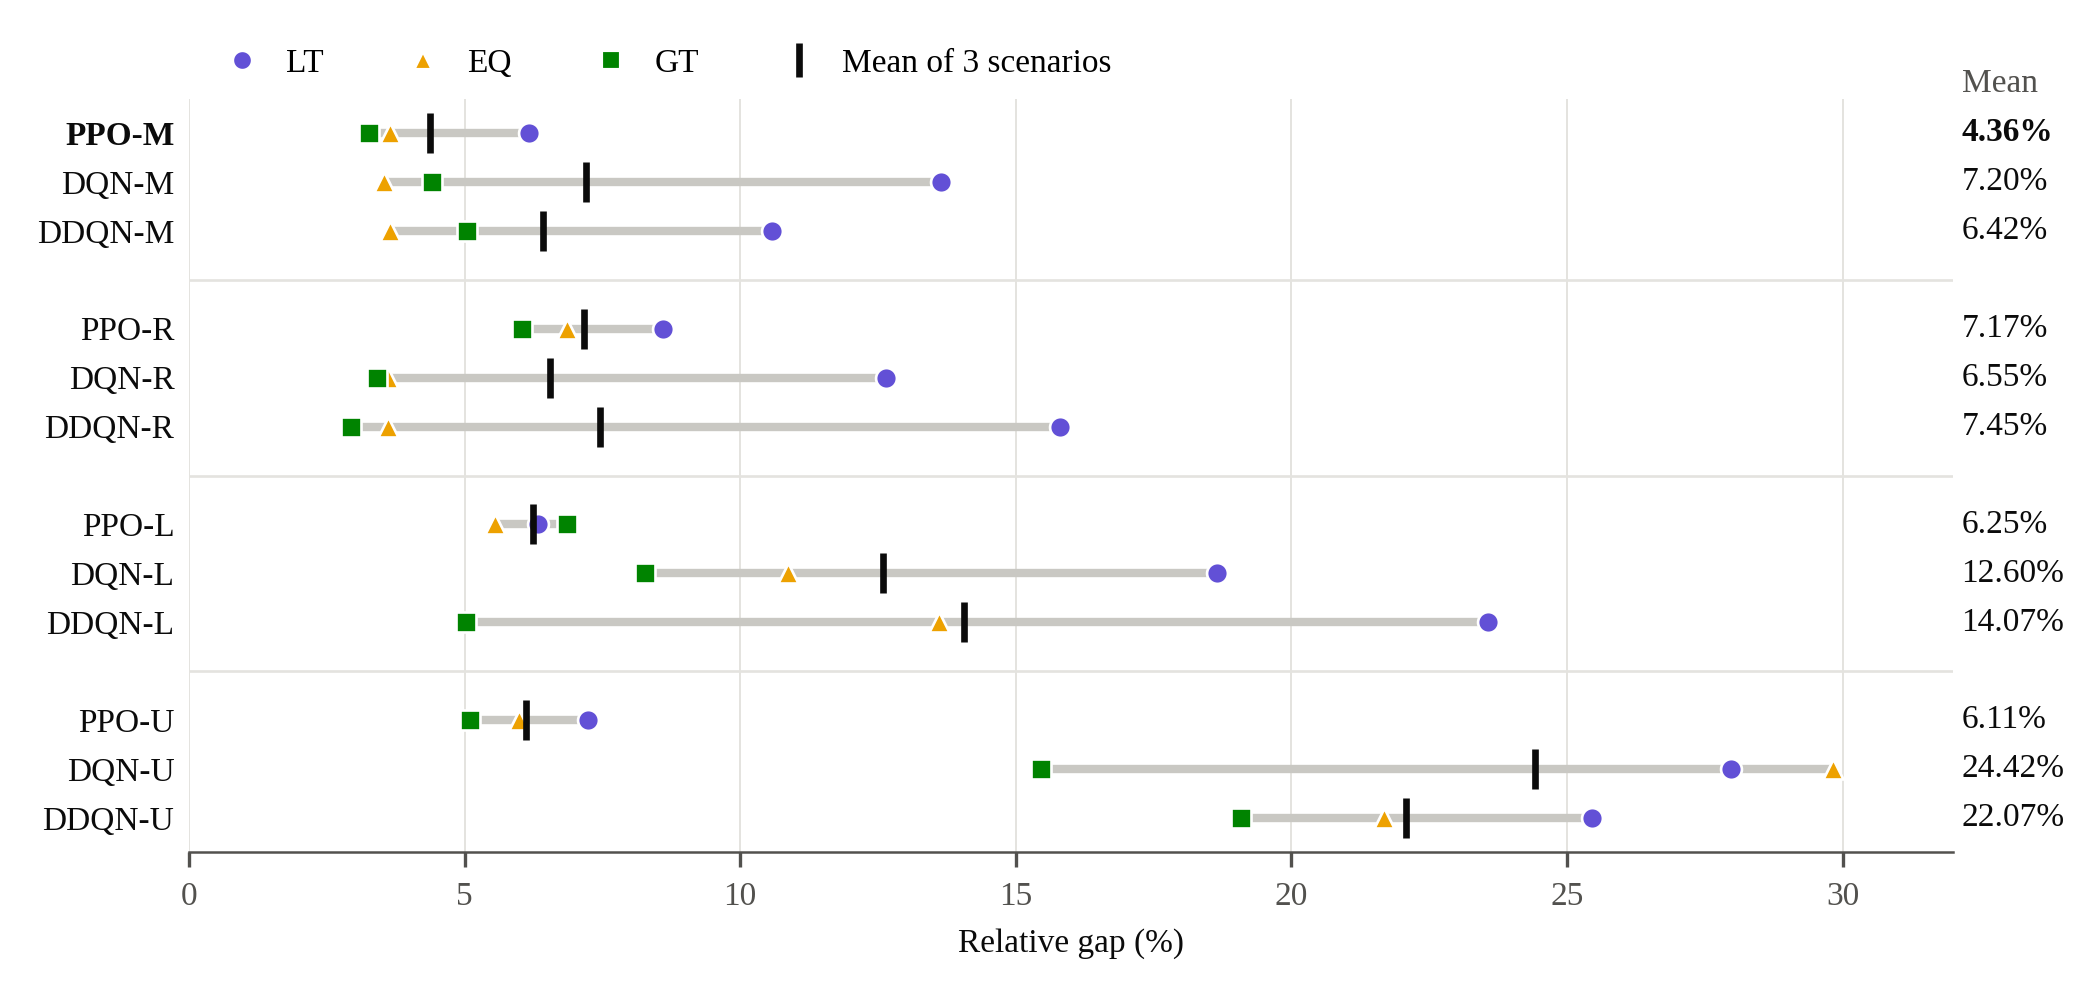 LT EQ GT Mean of 3 scenarios
Mean
PPO-M 4.36%
DQN-M 7.20%
DDQN-M 6.42%
PPO-R 7.17%
DQN-R 6.55%
DDQN-R 7.45%
PPO-L 6.25%
DQN-L 12.60%
DDQN-L 14.07%
PPO-U 6.11%
DQN-U 24.42%
DDQN-U 22.07%
0 5 10 15 20 25 30
Relative gap (%)